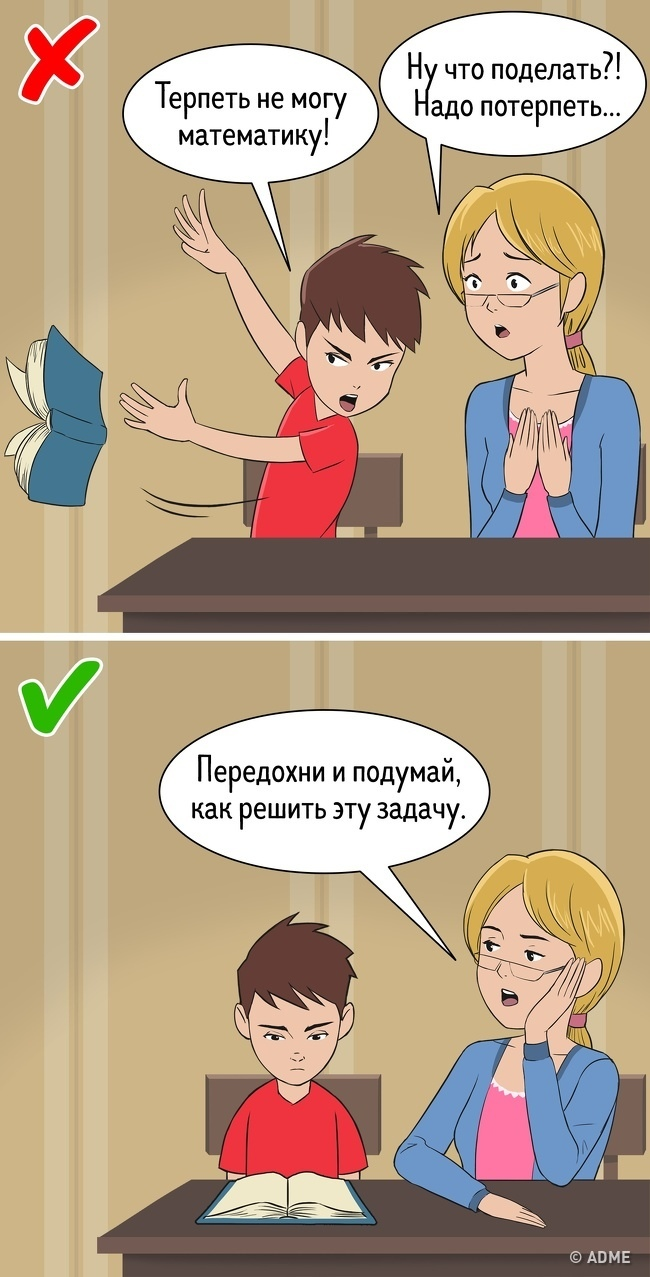 Терпеть не могу
математику!
Ну что поделать?!
Надо потерпеть...
Передохни и подумай,
как решить эту задачу.
© ADME